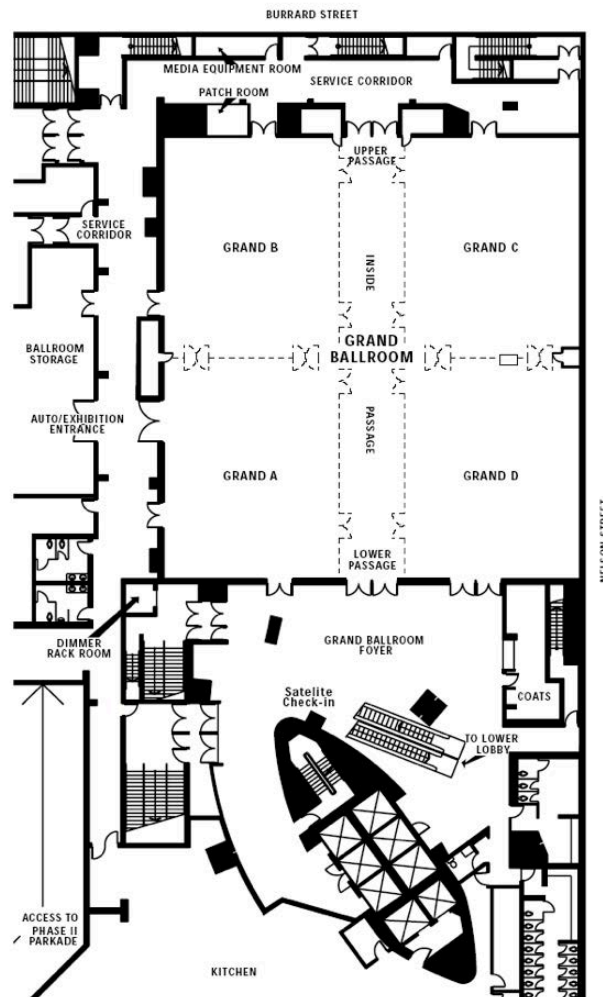 BURRARD STREET
MEDIA EQUIPMENT ROOM
SERVICE CORRIDOR
PATCH ROOM
UPPER
PASSAGE
SERVICE
CORRIDOR
GRAND B
INSIDE
GRAND C
BALLROOM
STORAGE
GRAND
BALLROOM
AUTO/EXHIBITION
ENTRANCE
PASSAGE
GRAND A
GRAND D
NELSON STREET
LOWER
PASSAGE
DIMMER
RACK ROOM
GRAND BALLROOM
FOYER
COATS
Satelite
Check-in
TO LOWER
LOBBY
ACCESS TO
PHASE II
PARKADE
KITCHEN